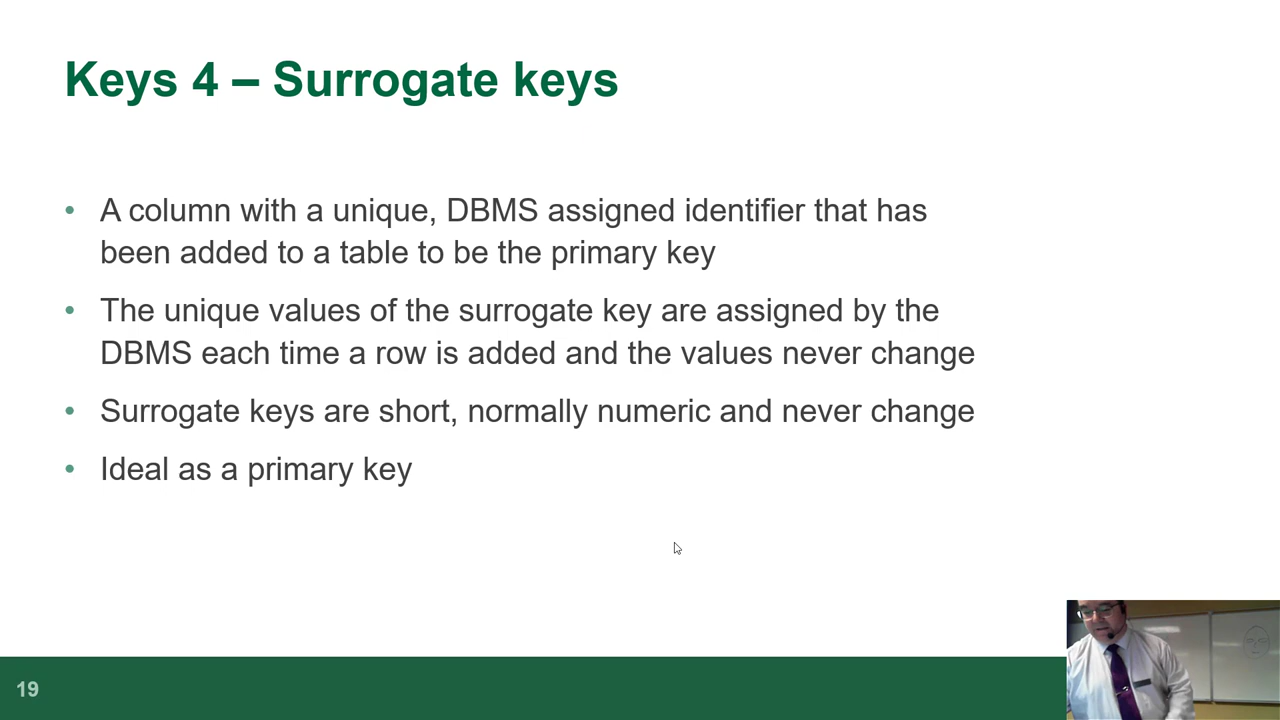 Keys 4 – Surrogate keys
• A column with a unique, DBMS assigned identifier that has
been added to a table to be the primary key
• The unique values of the surrogate key are assigned by the
DBMS each time a row is added and the values never change
• Surrogate keys are short, normally numeric and never change
• Ideal as a primary key
19